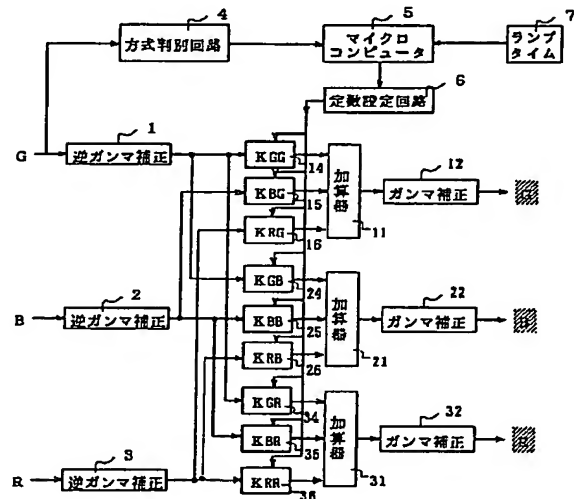 4
5
7
方式判別回路
マイクロ
コンピュータ
ランプ
タイム
6
定数設定回路
G
1
逆ガンマ補正
KGG
14
加算器
11
12
ガンマ補正
KBG
15
KRG
16
KGB
24
B
2
逆ガンマ補正
KBB
25
加算器
21
22
ガンマ補正
KRB
26
KGR
34
KBR
35
加算器
31
32
ガンマ補正
R
3
逆ガンマ補正
KRR
36